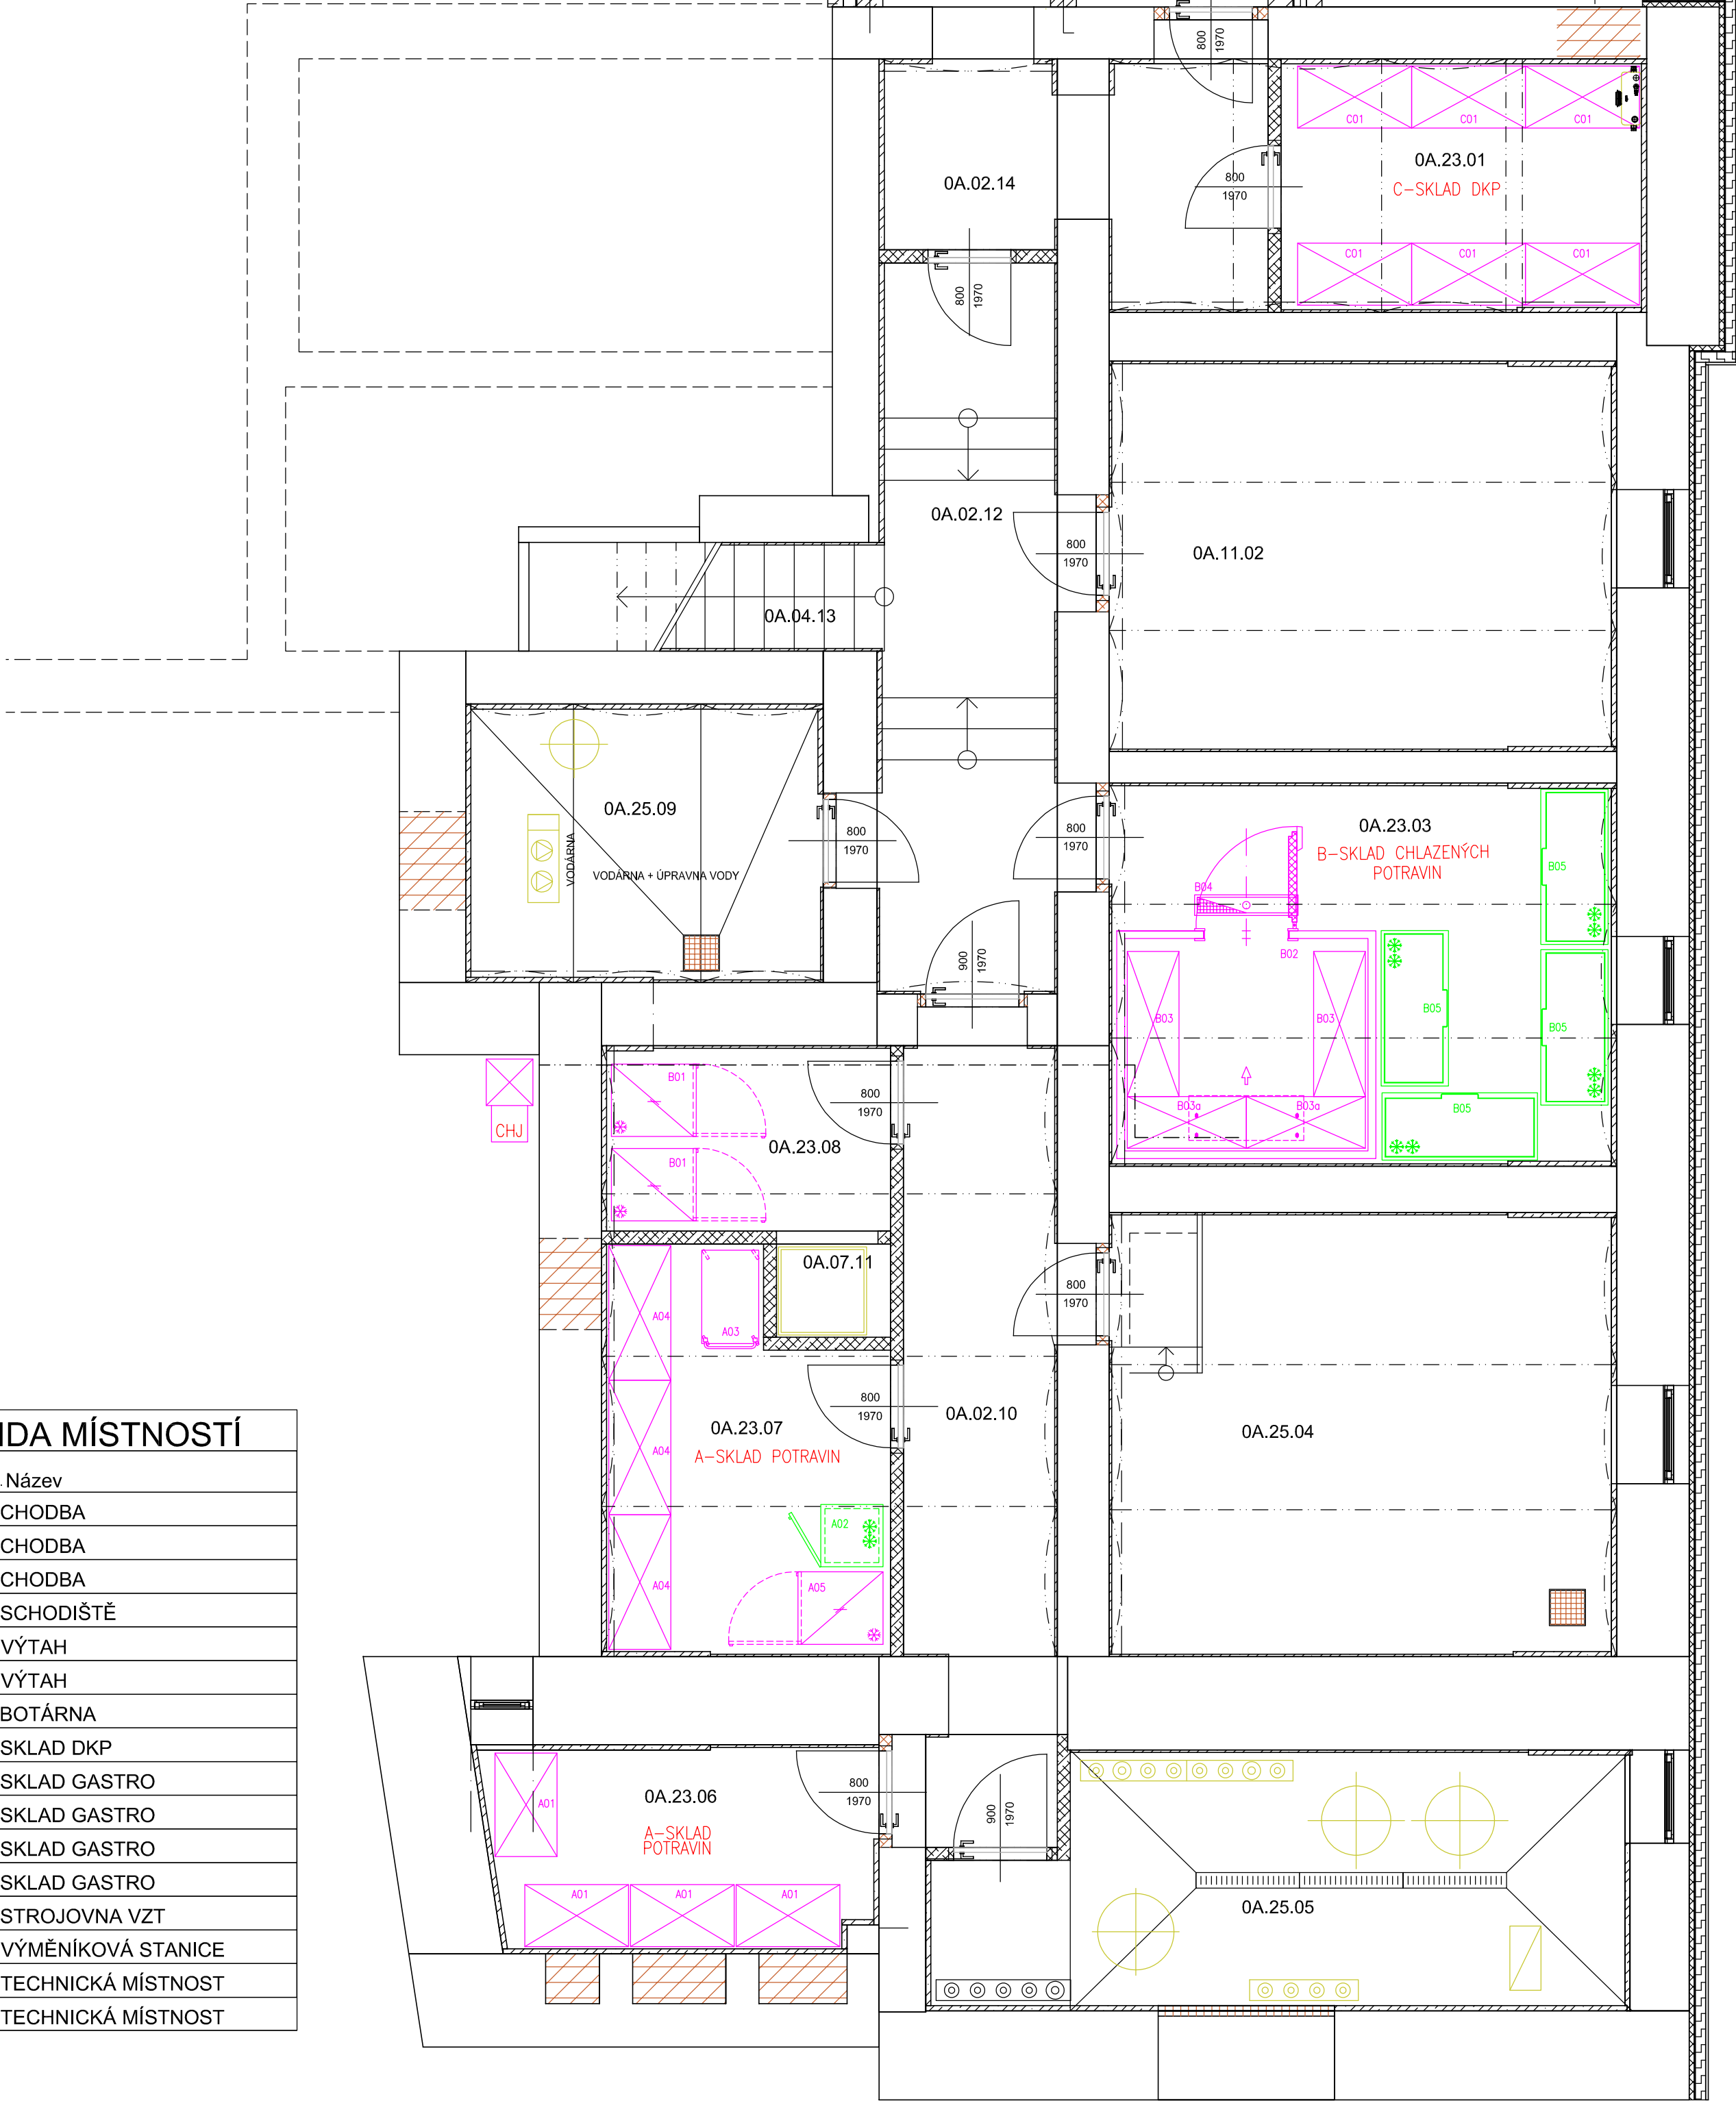 800
1970
C01
C01
C01
0A.23.01
C-SKLAD DKP
0A.02.14
800
1970
C01
C01
C01
800
1970
0A.02.12
800
1970
0A.11.02
0A.04.13
0A.25.09
VODÁRNA
VODÁRNA + ÚPRAVNA VODY
800
1970
800
1970
0A.23.03
B-SKLAD CHLAZENÝCH
POTRAVIN
B04
B05
B02
900
1970
B03
B03
B05
B05
B03a
B03a
B05
CHJ
B01
800
1970
0A.23.08
B01
0A.07.11
A04
A03
800
1970
800
1970
0A.02.10
0A.23.07
A-SKLAD POTRAVIN
A04
0A.25.04
A02
A04
A05
0A.23.06
A-SKLAD
POTRAVIN
A01
A01
A01
A01
800
1970
900
1970
0A.25.05
NDA MÍSTNOSTÍ
. Název
CHODBA
CHODBA
CHODBA
SCHODIŠTĚ
VÝTAH
VÝTAH
BOTÁRNA
SKLAD DKP
SKLAD GASTRO
SKLAD GASTRO
SKLAD GASTRO
SKLAD GASTRO
STROJOVNA VZT
VÝMĚNÍKOVÁ STANICE
TECHNICKÁ MÍSTNOST
TECHNICKÁ MÍSTNOST